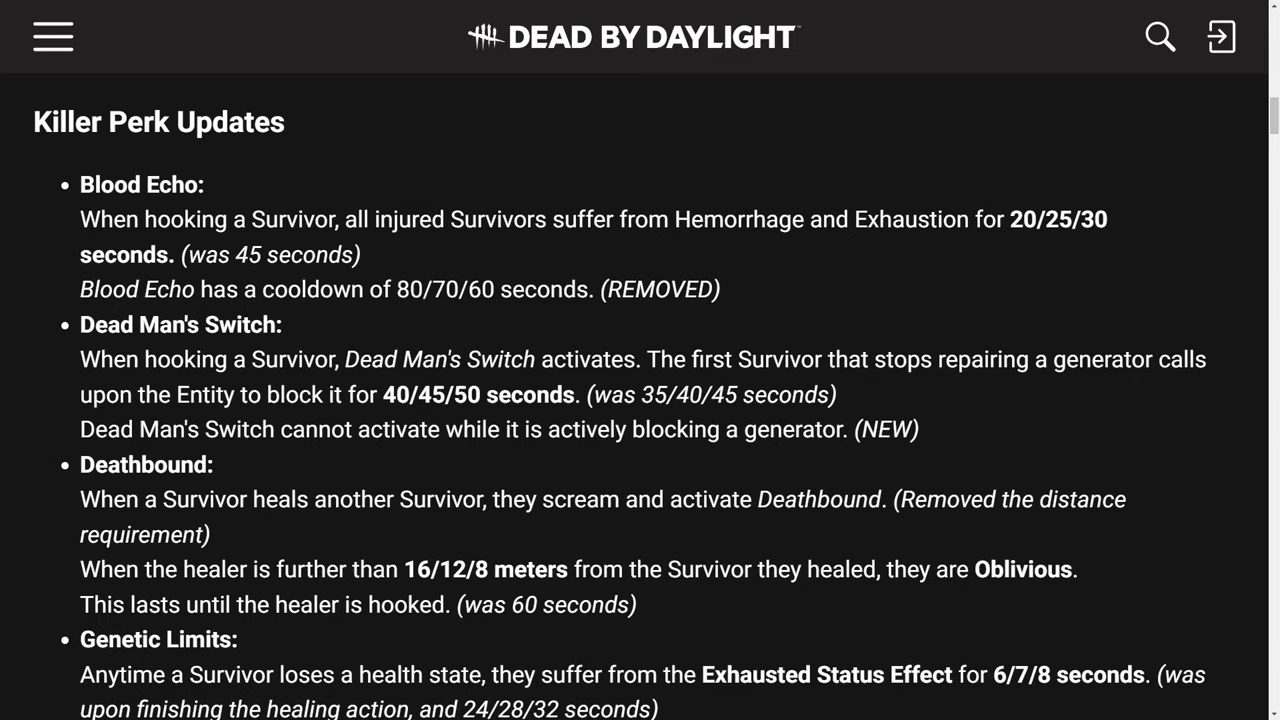 DEAD BY DAYLIGHT™
Killer Perk Updates
• Blood Echo:
When hooking a Survivor, all injured Survivors suffer from Hemorrhage and Exhaustion for 20/25/30
seconds. (was 45 seconds)
Blood Echo has a cooldown of 80/70/60 seconds. (REMOVED)
• Dead Man's Switch:
When hooking a Survivor, Dead Man's Switch activates. The first Survivor that stops repairing a generator calls
upon the Entity to block it for 40/45/50 seconds. (was 35/40/45 seconds)
Dead Man's Switch cannot activate while it is actively blocking a generator. (NEW)
• Deathbound:
When a Survivor heals another Survivor, they scream and activate Deathbound. (Removed the distance
requirement)
When the healer is further than 16/12/8 meters from the Survivor they healed, they are Oblivious.
This lasts until the healer is hooked. (was 60 seconds)
• Genetic Limits:
Anytime a Survivor loses a health state, they suffer from the Exhausted Status Effect for 6/7/8 seconds. (was
upon finishing the healing action, and 24/28/32 seconds)